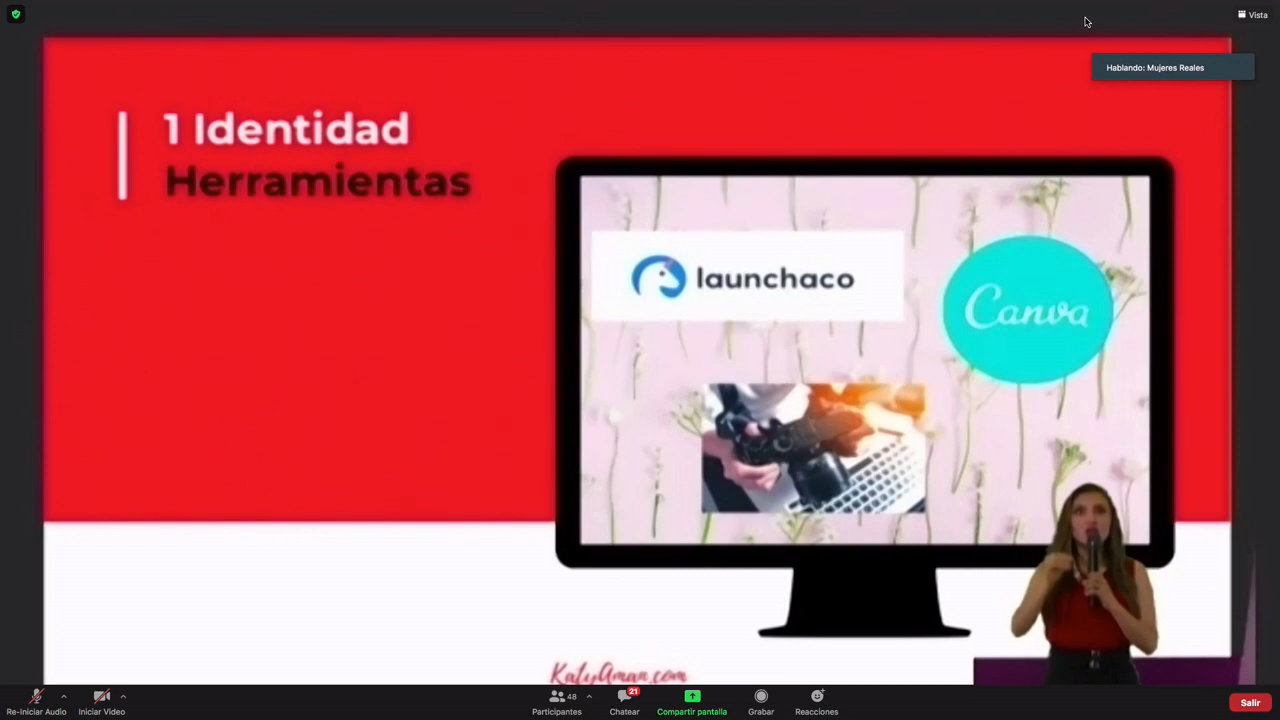 Vista
Hablando: Mujeres Reales
1 Identidad
Herramientas
launchaco
Canva
KatyAman.com
Re-Iniciar Audio
Iniciar Video
Participantes
48
Chatear
21
Compartir pantalla
Grabar
Reacciones
Salir